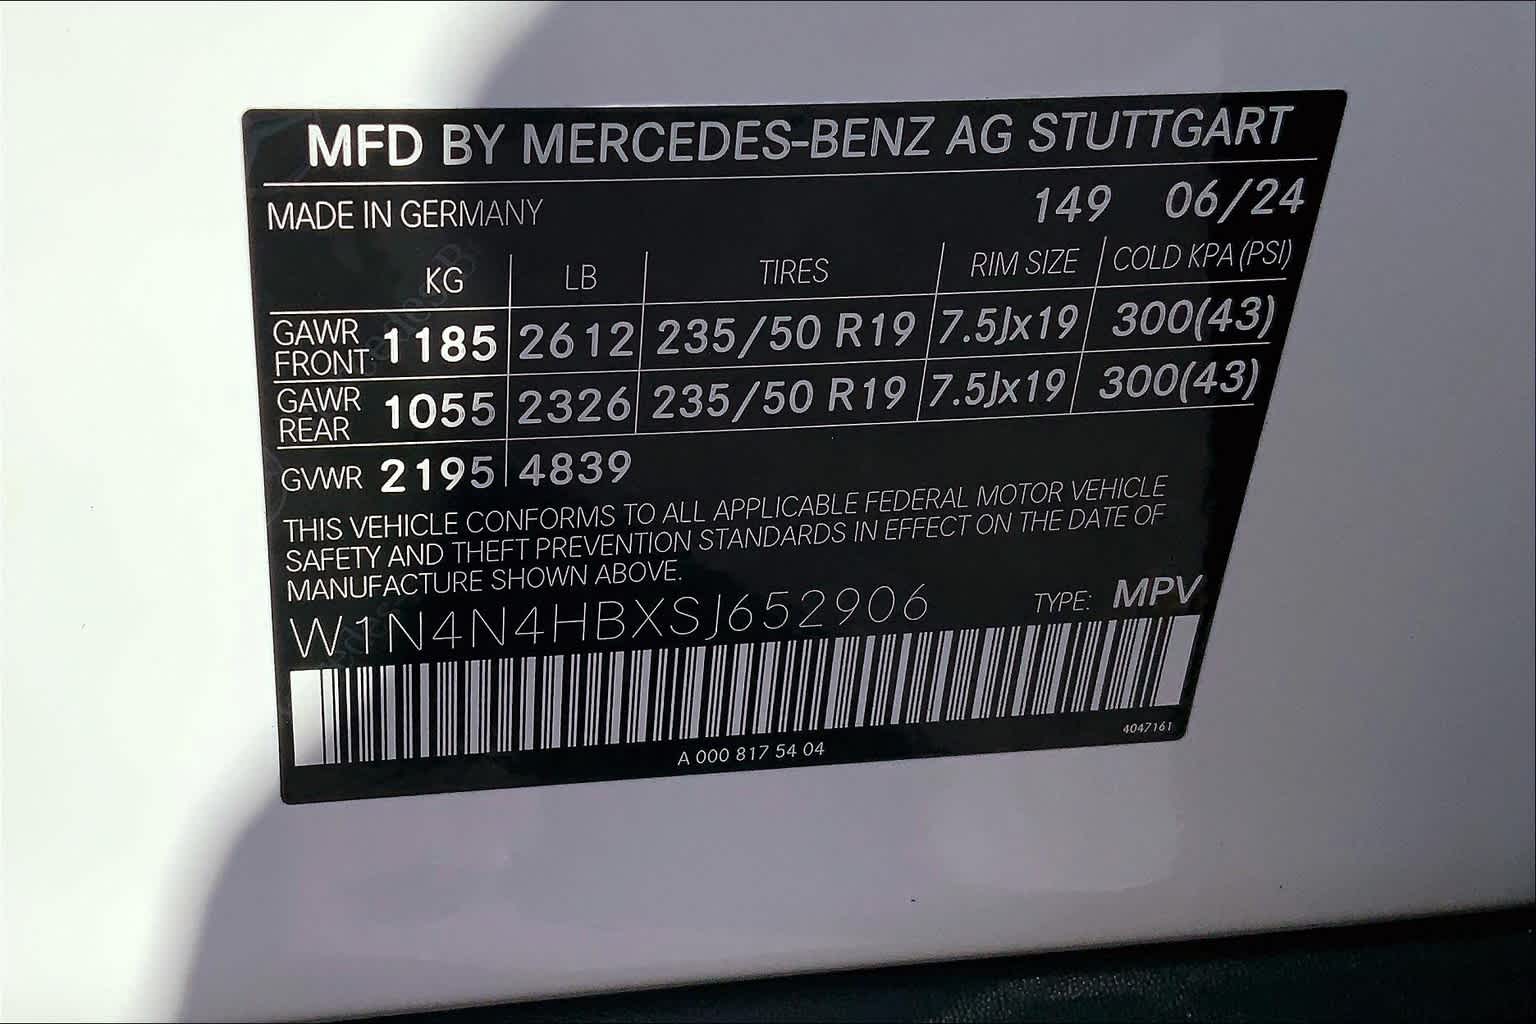 MFD BY MERCEDES-BENZ AG STUTTGART
MADE IN GERMANY 149 06/24
KG LB TIRES RIM SIZE COLD KPA (PSI)
GAWR FRONT 1185 2612 235/50 R19 7.5Jx19 300(43)
GAWR REAR 1055 2326 235/50 R19 7.5Jx19 300(43)
GVWR 2195 4839
THIS VEHICLE CONFORMS TO ALL APPLICABLE FEDERAL MOTOR VEHICLE
SAFETY AND THEFT PREVENTION STANDARDS IN EFFECT ON THE DATE OF
MANUFACTURE SHOWN ABOVE.
W1N4N4HBXSJ652906 TYPE: MPV
A 000 817 54 04 4047161